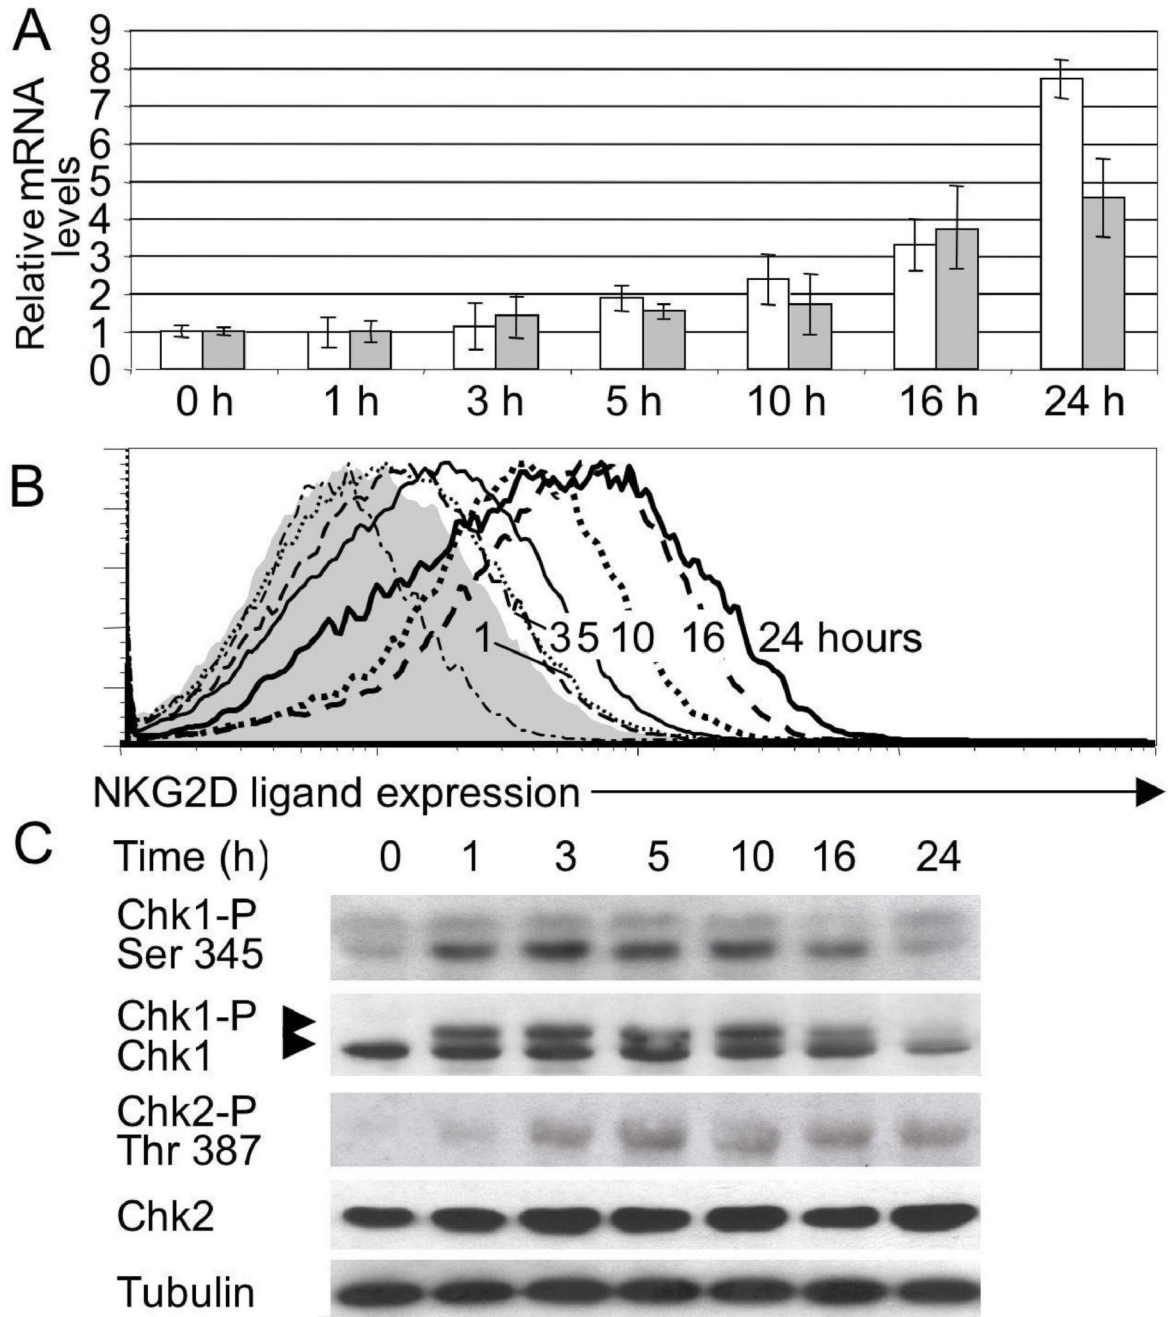 A
Relative mRNA
levels
9
8
7
6
5
4
3
2
1
0
0 h 1 h 3 h 5 h 10 h 16 h 24 h
B
1 3 5 10 16 24 hours
NKG2D ligand expression
C
Time (h) 0 1 3 5 10 16 24
Chk1-P
Ser 345
Chk1-P
Chk1
Chk2-P
Thr 387
Chk2
Tubulin